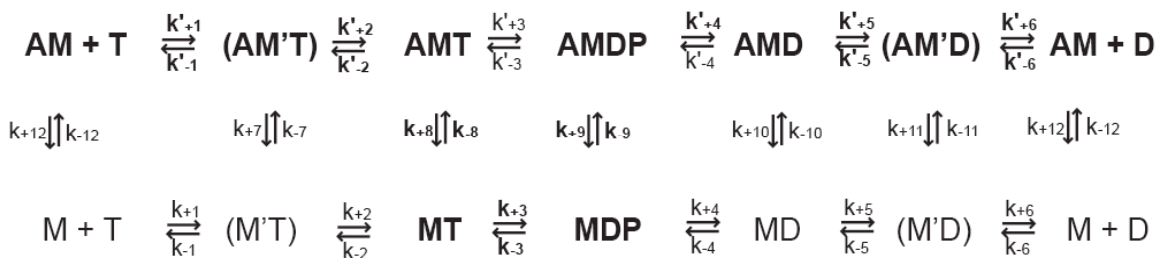 k'+1 k'+2 k'+3 k'+4 k'+5 k'+6
AM + T (AM'T) AMT AMDP AMD (AM'D) AM + D
k'-1 k'-2 k'-3 k'-4 k'-5 k'-6
k+12 k-12 k+7 k-7 k+8 k-8 k+9 k-9 k+10 k-10 k+11 k-11 k+12 k-12
k+1 k+2 k+3 k+4 k+5 k+6
M + T (M'T) MT MDP MD (M'D) M + D
k-1 k-2 k-3 k-4 k-5 k-6